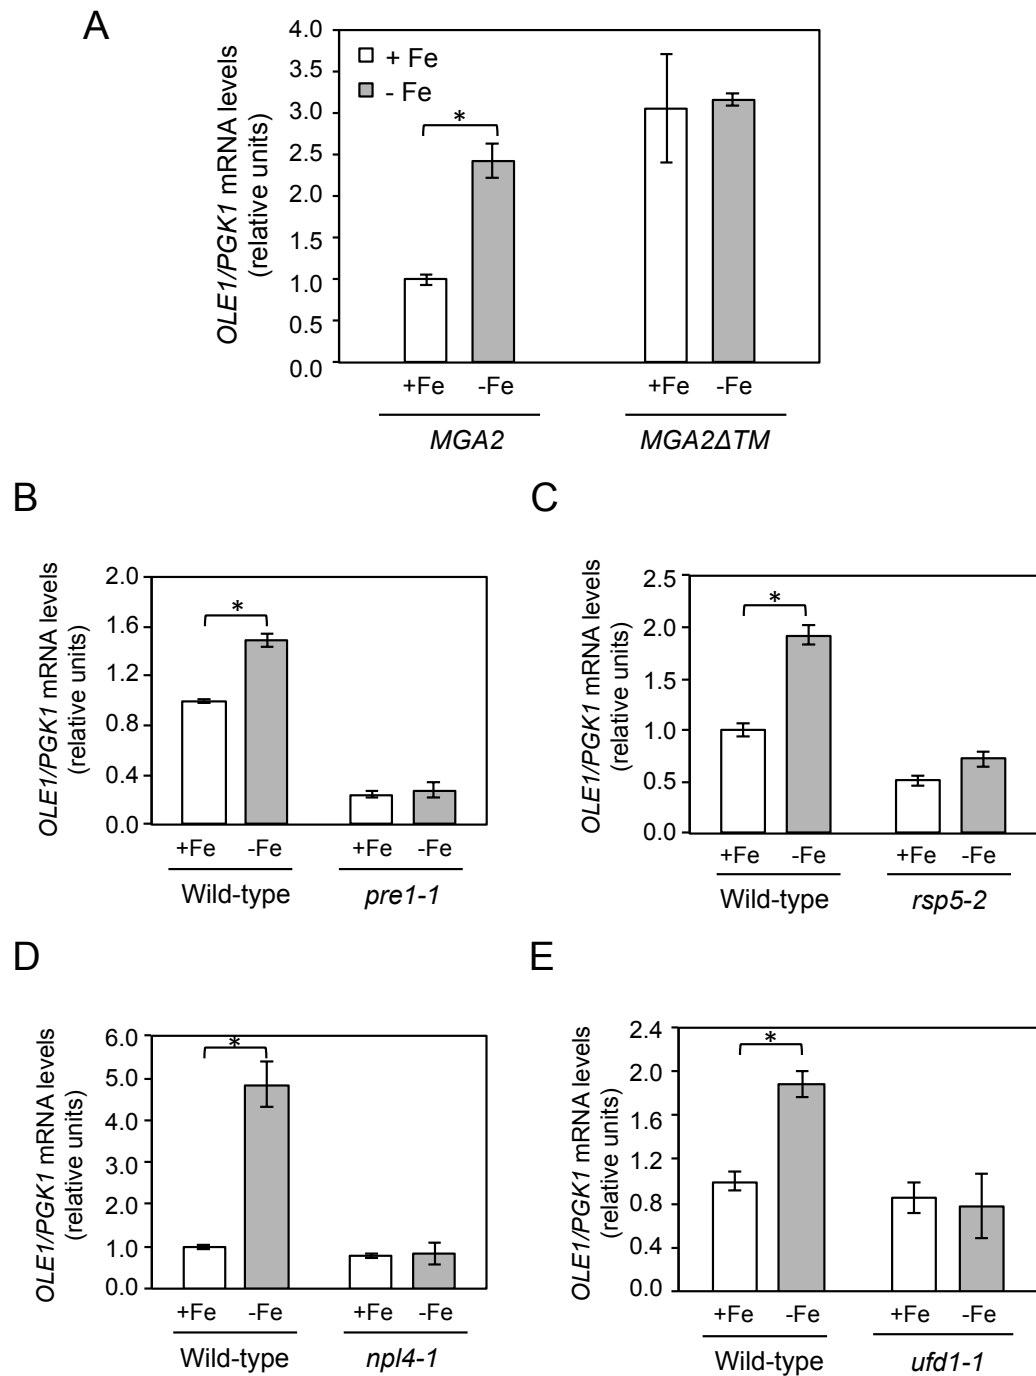 A
OLE1/PGK1 mRNA levels
(relative units)
4.0
3.5
3.0
2.5
2.0
1.5
1.0
0.5
0.0
+ Fe
- Fe
*
+Fe -Fe +Fe -Fe
MGA2 MGA2ΔTM
B
OLE1/PGK1 mRNA levels
(relative units)
2.0
1.6
1.2
0.8
0.4
0.0
*
+Fe -Fe +Fe -Fe
Wild-type pre1-1
C
OLE1/PGK1 mRNA levels
(relative units)
2.5
2.0
1.5
1.0
0.5
0.0
*
+Fe -Fe +Fe -Fe
Wild-type rsp5-2
D
OLE1/PGK1 mRNA levels
(relative units)
6.0
5.0
4.0
3.0
2.0
1.0
0.0
*
+Fe -Fe +Fe -Fe
Wild-type npl4-1
E
OLE1/PGK1 mRNA levels
(relative units)
2.4
2.0
1.6
1.2
0.8
0.4
0.0
*
+Fe -Fe +Fe -Fe
Wild-type ufd1-1